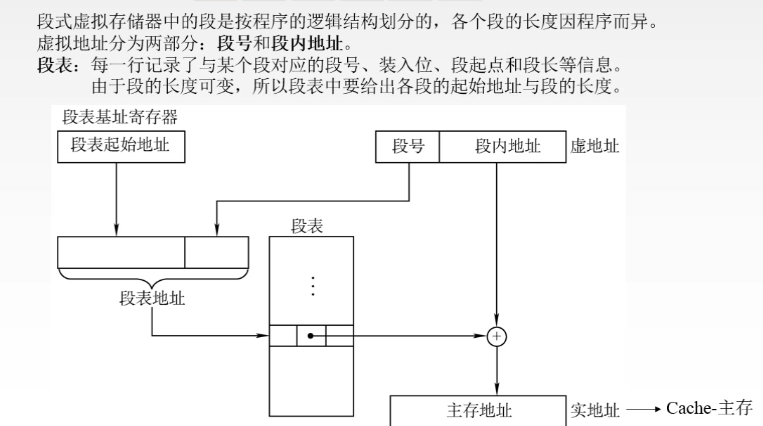 段式虚拟存储器中的段是按程序的逻辑结构划分的，各个段的长度因程序而异。
虚拟地址分为两部分：段号和段内地址。
段表：每一行记录了与某个段对应的段号、装入位、段起点和段长等信息。
由于段的长度可变，所以段表中要给出各段的起始地址与段的长度。
段表基址寄存器
段表起始地址
段号 段内地址 虚地址
段表
段表地址
主存地址 实地址 Cache-主存